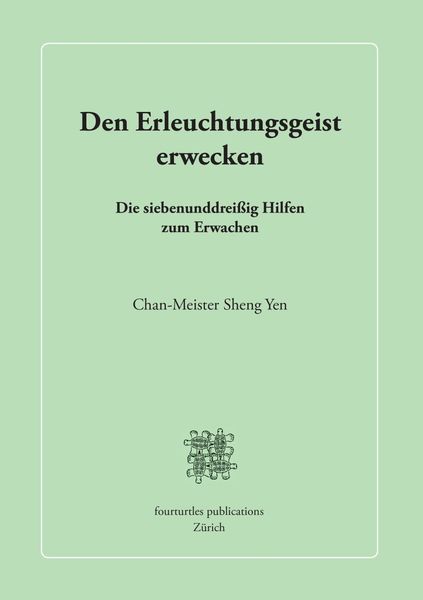 Den Erleuchtungsgeist
erwecken
Die siebenunddreißig Hilfen
zum Erwachen
Chan-Meister Sheng Yen
fourturtles publications
Zürich